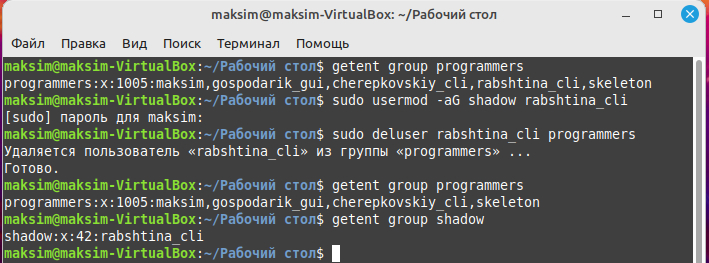 maksim@maksim-VirtualBox: ~/Рабочий стол
Файл Правка Вид Поиск Терминал Помощь
maksim@maksim-VirtualBox:~/Рабочий стол$ getent group programmers
programmers:x:1005:maksim,gospodarik_gui,cherepkovskiy_cli,rabshtina_cli,skeleton
maksim@maksim-VirtualBox:~/Рабочий стол$ sudo usermod -aG shadow rabshtina_cli
[sudo] пароль для maksim:
maksim@maksim-VirtualBox:~/Рабочий стол$ sudo deluser rabshtina_cli programmers
Удаляется пользователь «rabshtina_cli» из группы «programmers» ...
Готово.
maksim@maksim-VirtualBox:~/Рабочий стол$ getent group programmers
programmers:x:1005:maksim,gospodarik_gui,cherepkovskiy_cli,skeleton
maksim@maksim-VirtualBox:~/Рабочий стол$ getent group shadow
shadow:x:42:rabshtina_cli
maksim@maksim-VirtualBox:~/Рабочий стол$